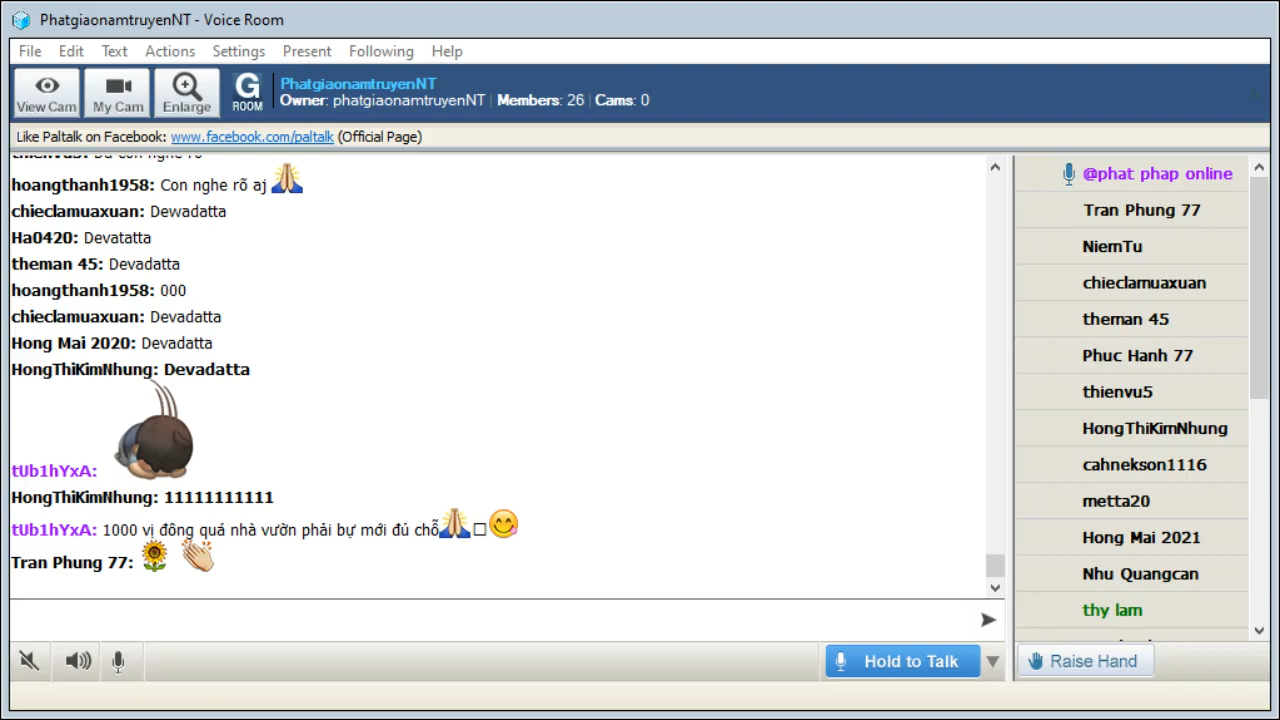 PhatgiaonamtruyenNT - Voice Room
File Edit Text Actions Settings Present Following Help
View Cam
My Cam
Enlarge
G
ROOM
PhatgiaonamtruyenNT
Owner: phatgiaonamtruyenNT | Members: 26 | Cams: 0
Like Paltalk on Facebook: www.facebook.com/paltalk (Official Page)
hoangthanh1958: Con nghe rõ aj
chieclamuaxuan: Dewadatta
Ha0420: Devatatta
theman 45: Devadatta
hoangthanh1958: 000
chieclamuaxuan: Devadatta
Hong Mai 2020: Devadatta
HongThiKimNhung: Devadatta
tUb1hYxA:
HongThiKimNhung: 11111111111
tUb1hYxA: 1000 vị đông quá nhà vườn phải bự mới đủ chỗ
Tran Phung 77:
@phat phap online
Tran Phung 77
NiemTu
chieclamuaxuan
theman 45
Phuc Hanh 77
thienvu5
HongThiKimNhung
cahnekson1116
metta20
Hong Mai 2021
Nhu Quangcan
thy lam
Hold to Talk
Raise Hand